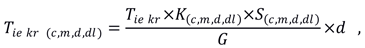 T_{ie kr (c,m,d,dl)} = \frac{T_{ie kr} × K_{(c,m,d,dl)} × S_{(c,m,d,dl)}}{G} × d ,